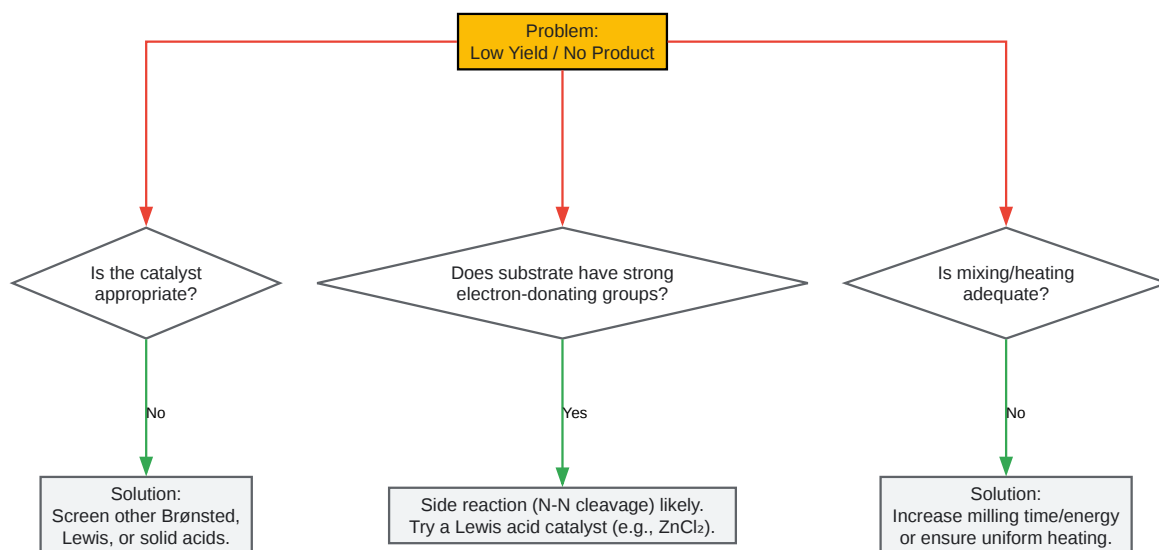 Problem:
Low Yield / No Product
Is the catalyst
appropriate?
Does substrate have strong
electron-donating groups?
Is mixing/heating
adequate?
No
Yes
No
Solution:
Screen other Brønsted,
Lewis, or solid acids.
Side reaction (N-N cleavage) likely.
Try a Lewis acid catalyst (e.g., ZnCl₂).
Solution:
Increase milling time/energy
or ensure uniform heating.